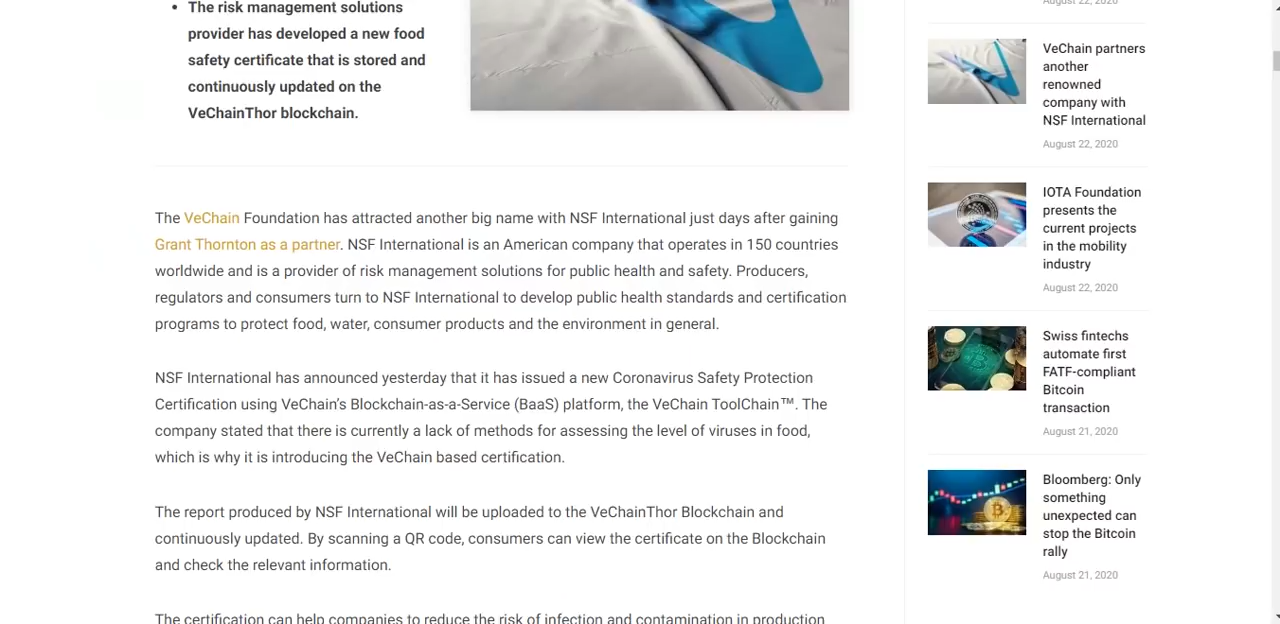 The risk management solutions
provider has developed a new food
safety certificate that is stored and
continuously updated on the
VeChainThor blockchain.
The VeChain Foundation has attracted another big name with NSF International just days after gaining
Grant Thornton as a partner. NSF International is an American company that operates in 150 countries
worldwide and is a provider of risk management solutions for public health and safety. Producers,
regulators and consumers turn to NSF International to develop public health standards and certification
programs to protect food, water, consumer products and the environment in general.
NSF International has announced yesterday that it has issued a new Coronavirus Safety Protection
Certification using VeChain’s Blockchain-as-a-Service (BaaS) platform, the VeChain ToolChain™. The
company stated that there is currently a lack of methods for assessing the level of viruses in food,
which is why it is introducing the VeChain based certification.
The report produced by NSF International will be uploaded to the VeChainThor Blockchain and
continuously updated. By scanning a QR code, consumers can view the certificate on the Blockchain
and check the relevant information.
The certification can help companies to reduce the risk of infection and contamination in production
August 22, 2020
VeChain partners
another
renowned
company with
NSF International
August 22, 2020
IOTA Foundation
presents the
current projects
in the mobility
industry
August 22, 2020
Swiss fintechs
automate first
FATF-compliant
Bitcoin
transaction
August 21, 2020
Bloomberg: Only
something
unexpected can
stop the Bitcoin
rally
August 21, 2020